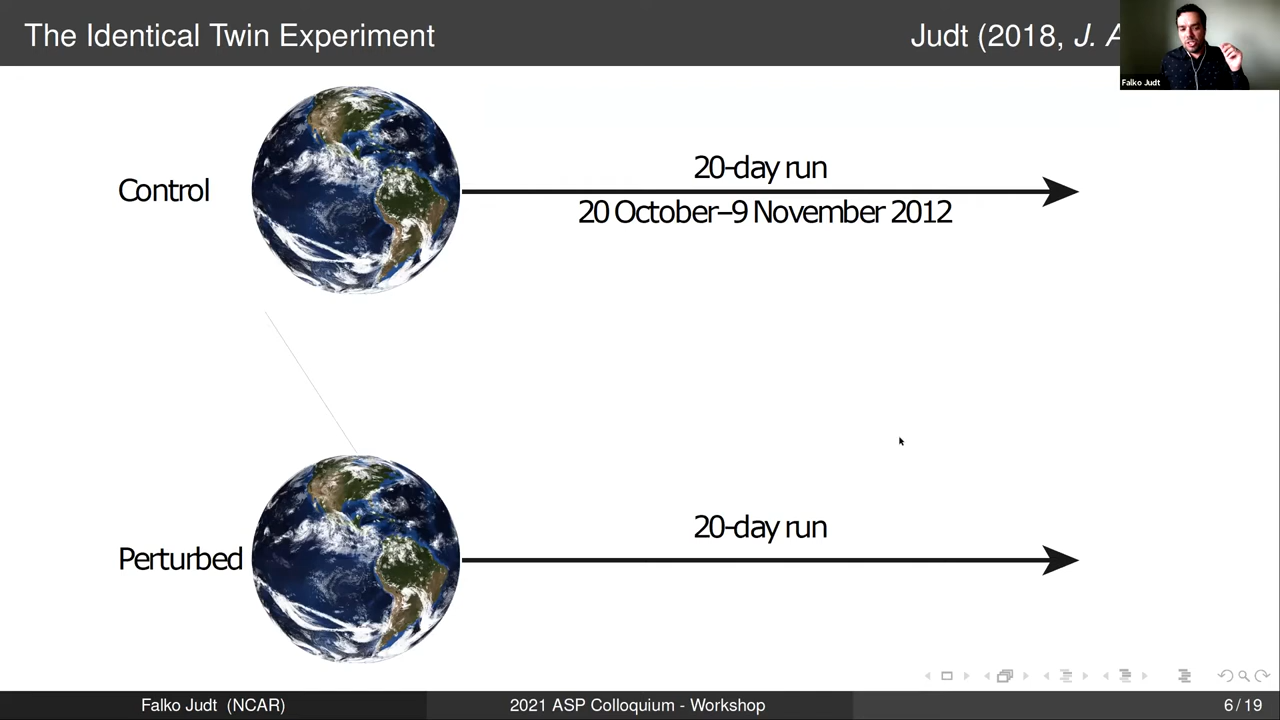 The Identical Twin Experiment
Judt (2018, J. A
Falko Judt
20-day run
Control
20 October–9 November 2012
20-day run
Perturbed
Falko Judt (NCAR)
2021 ASP Colloquium - Workshop
6 / 19